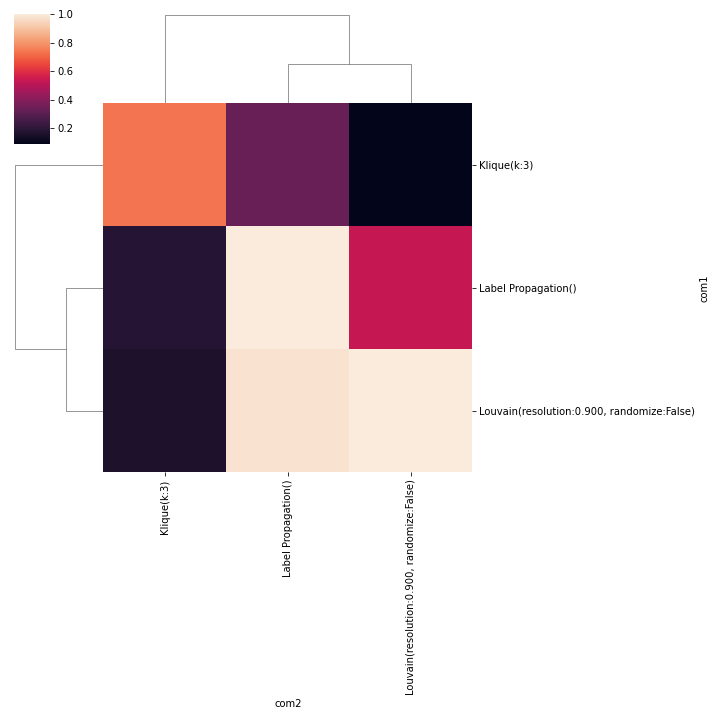 1.0
0.8
0.6
0.4
0.2
Klique(k:3)
Label Propagation()
Louvain(resolution:0.900, randomize:False)
com1
Klique(k:3)
Label Propagation()
Louvain(resolution:0.900, randomize:False)
com2